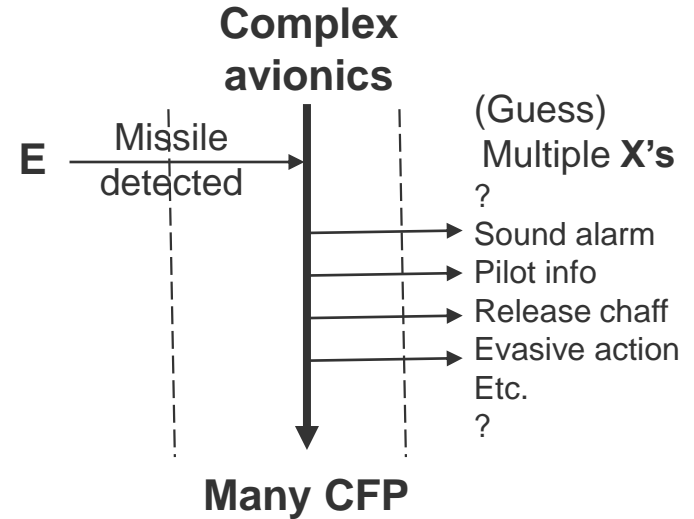 Complex
avionics
E
Missile
detected
(Guess)
Multiple X's
?
Sound alarm
Pilot info
Release chaff
Evasive action
Etc.
?
Many CFP